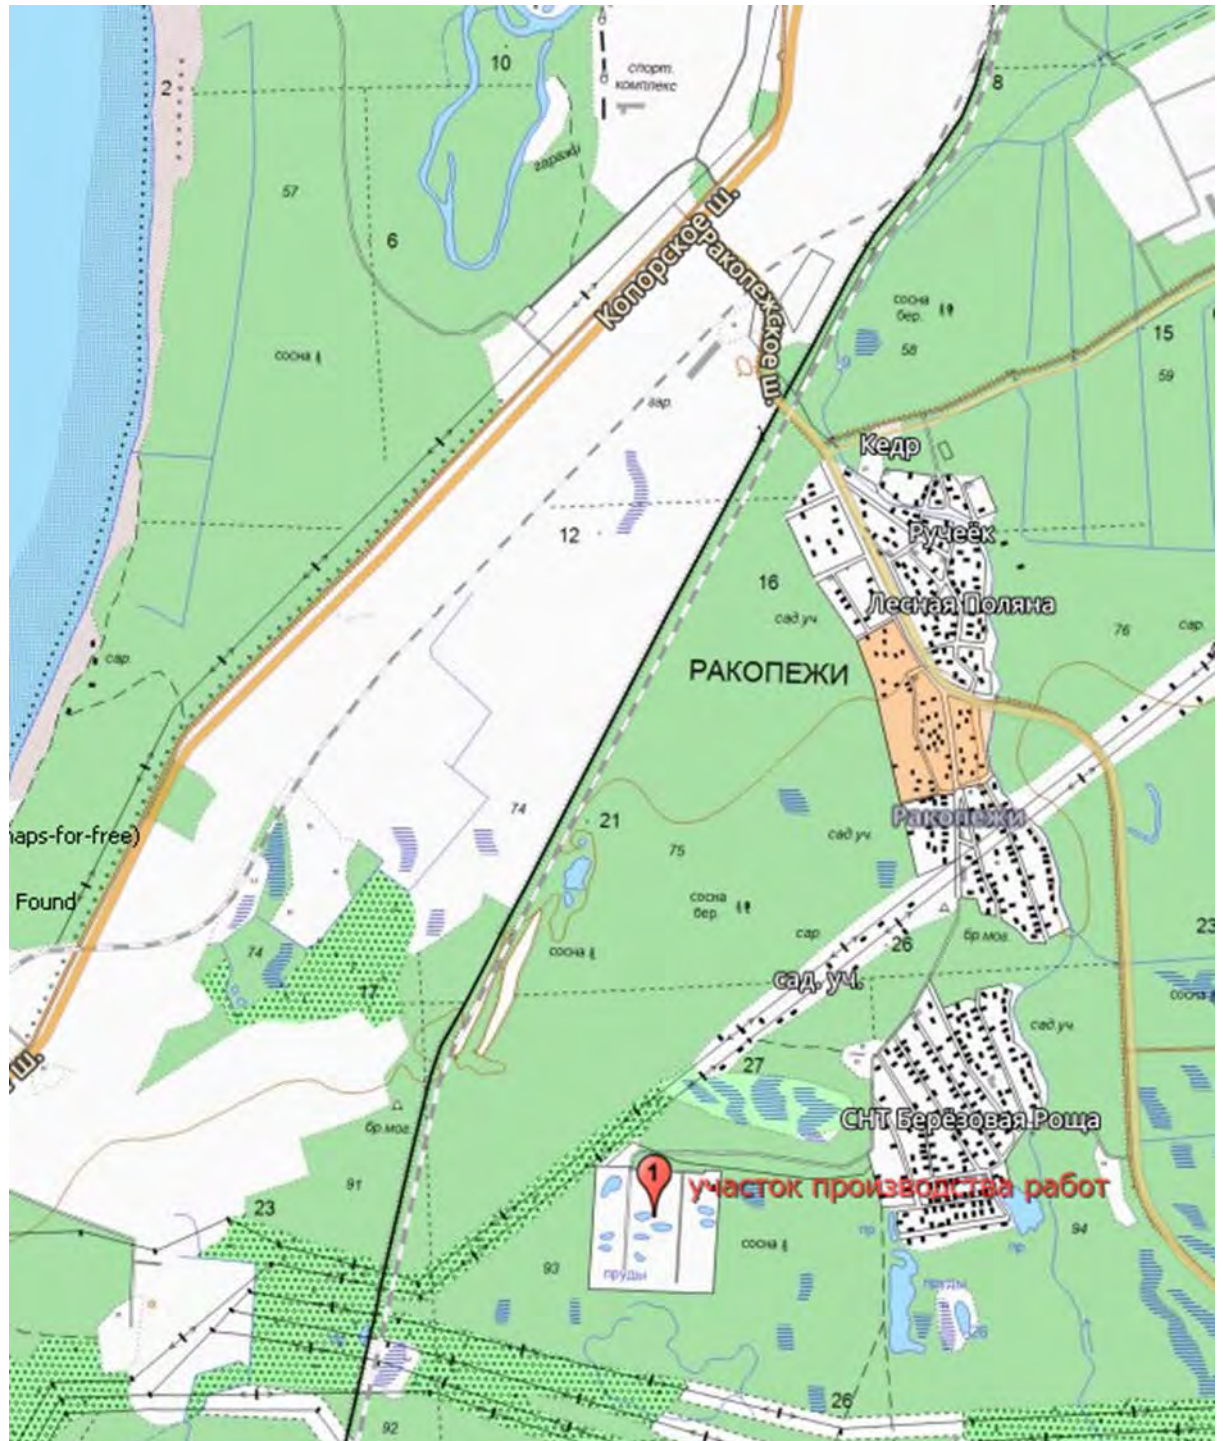 10
8
спорт.
комплекс
2
гаражи
57
6
Копорское ш.
Ракопежское ш.
сосна
бер.
58
15
59
сосна
гар.
Кедр
12
Ручеёк
16
Лесная Поляна
сад.уч.
76
сар.
сар.
РАКОПЕЖИ
74
21
сад.уч.
Ракопежи
maps-for-free)
75
Found
сосна
бер.
сар.
26
бр.мог.
23
74
сосна
сад. уч.
17
сосна
сад.уч.
ш.
27
СНТ Берёзовая Роща
бр.мог.
91
1
участок производства работ
23
93
пруды
сосна
пр.
пр.
94
пруды
26
92